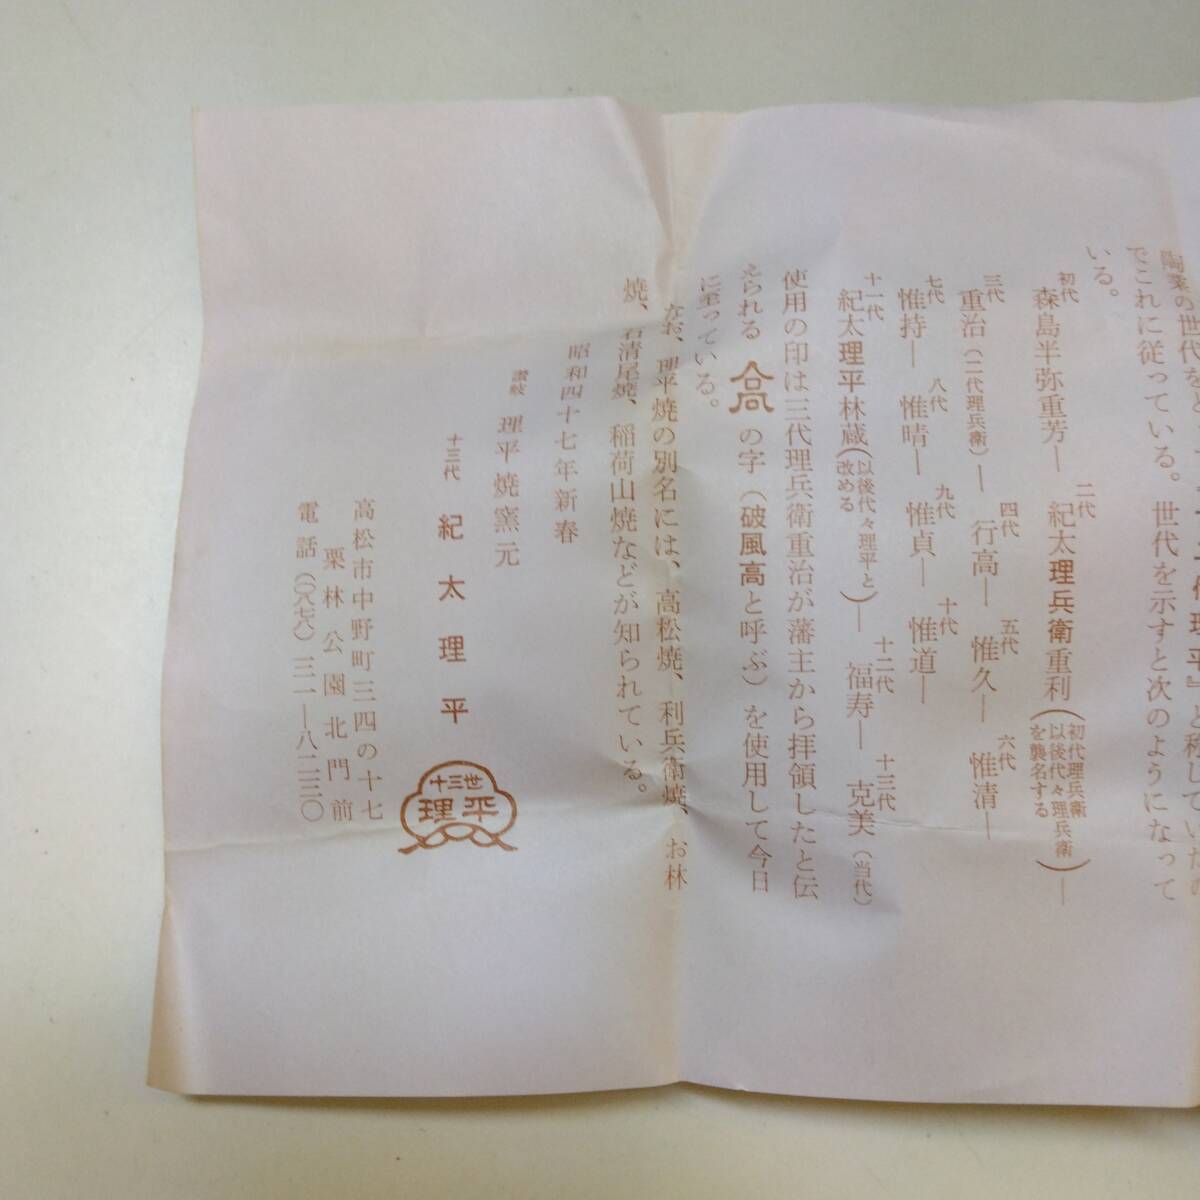 陶業の世代を
でこれに従っている。世代を示すと次のようになって
いる。
初代 森島半弥重芳― 二代 紀太理兵衛重利(初代理兵衛 以後代々理兵衛を襲名する)―
三代 重治(二代理兵衛)― 四代 行高― 五代 惟久― 六代 惟清―
七代 惟持― 八代 惟晴― 九代 惟貞― 十代 惟道―
十一代 紀太理平林蔵(以後代々理平と改める)― 十二代 福寿― 十三代 克美(当代)
使用の印は三代理兵衛重治が藩主から拝領したと伝
えられる 高 の字(破風高と呼ぶ)を使用して今日
に至っている。
なお、理平焼の別名には、高松焼、利兵衛焼、お林
焼、石清尾焼、稲荷山焼などが知られている。
昭和四十七年新春
讃岐 理平焼窯元
十三代 紀太理平
十三世 理平
高松市中野町三四の十七
栗林公園北門前
電話(〇八七八)三一―八二三〇